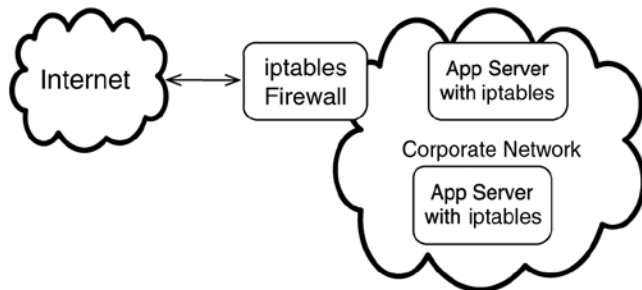 Internet
iptables
Firewall
App Server
with iptables
Corporate Network
App Server
with iptables